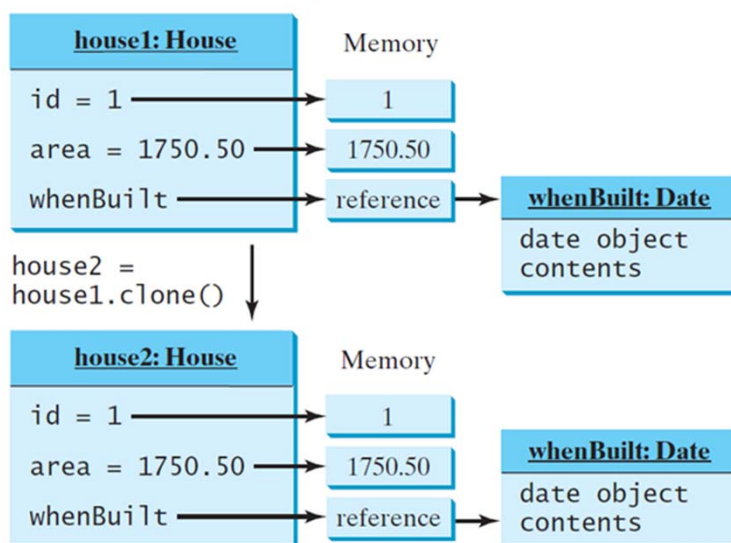 house1: House
Memory
id = 1
1
area = 1750.50
1750.50
whenBuilt
reference
whenBuilt: Date
date object
contents
house2 =
house1.clone()
house2: House
Memory
id = 1
1
area = 1750.50
1750.50
whenBuilt
reference
whenBuilt: Date
date object
contents